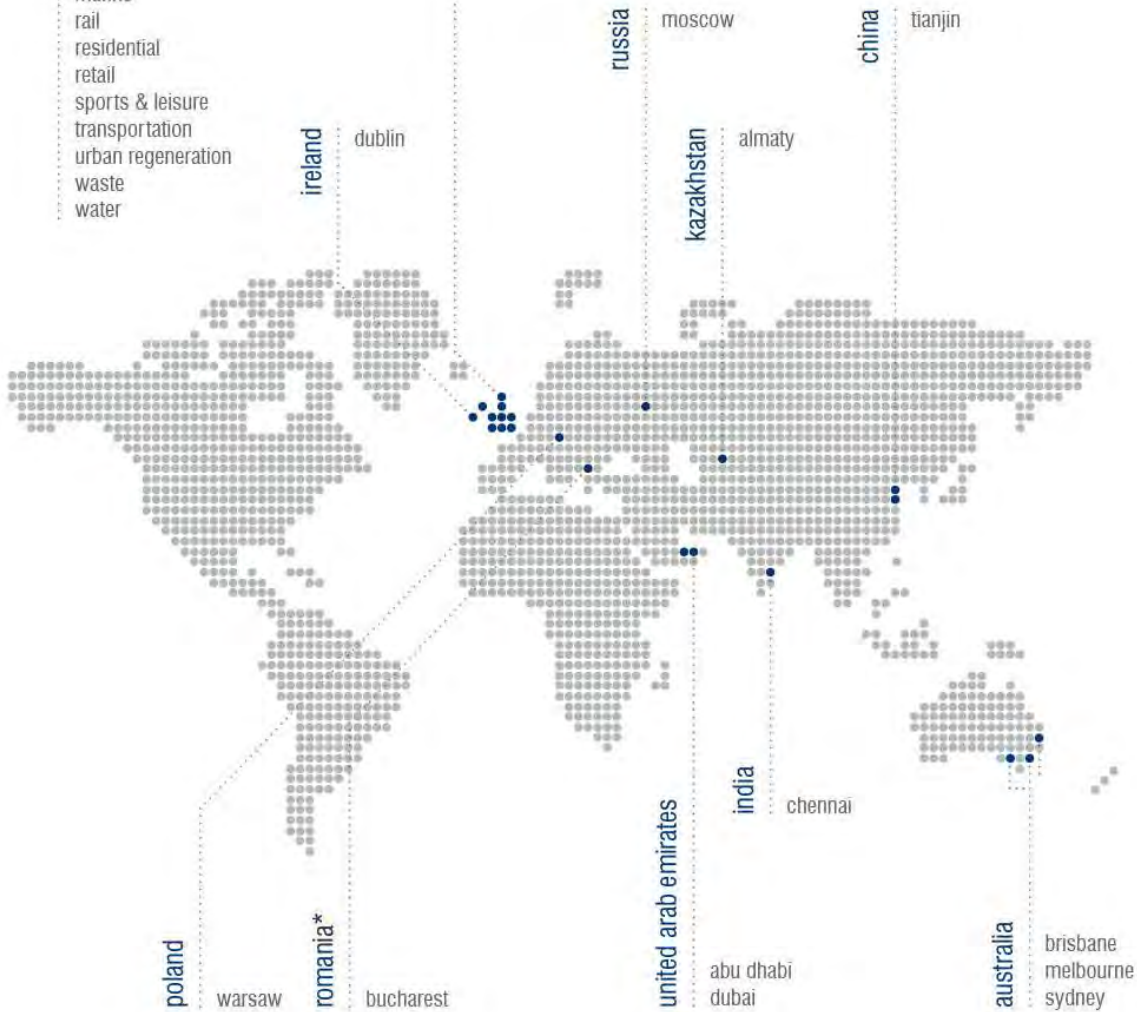 rail
residential
retail
sports & leisure
transportation
urban regeneration
waste
water
ireland
dublin
russia
moscow
kazakhstan
almaty
china
tianjin
poland
warsaw
romania*
bucharest
united arab emirates
abu dhabi
dubai
india
chennai
australia
brisbane
melbourne
sydney